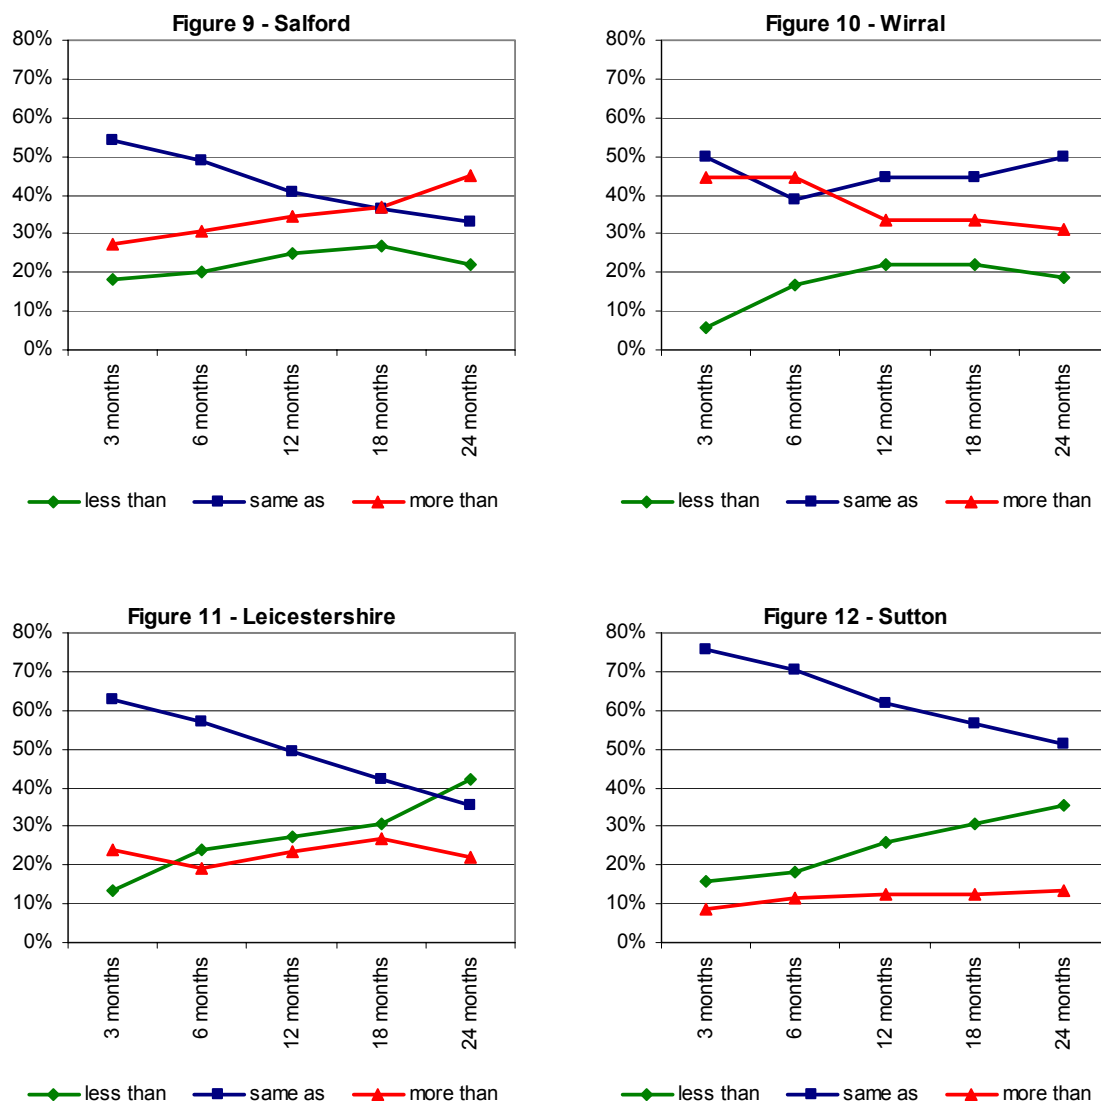 Figure 9 - Salford
80%
70%
60%
50%
40%
30%
20%
10%
0%
3 months
6 months
12 months
18 months
24 months
less than same as more than
Figure 10 - Wirral
80%
70%
60%
50%
40%
30%
20%
10%
0%
3 months
6 months
12 months
18 months
24 months
less than same as more than
Figure 11 - Leicestershire
80%
70%
60%
50%
40%
30%
20%
10%
0%
3 months
6 months
12 months
18 months
24 months
less than same as more than
Figure 12 - Sutton
80%
70%
60%
50%
40%
30%
20%
10%
0%
3 months
6 months
12 months
18 months
24 months
less than same as more than